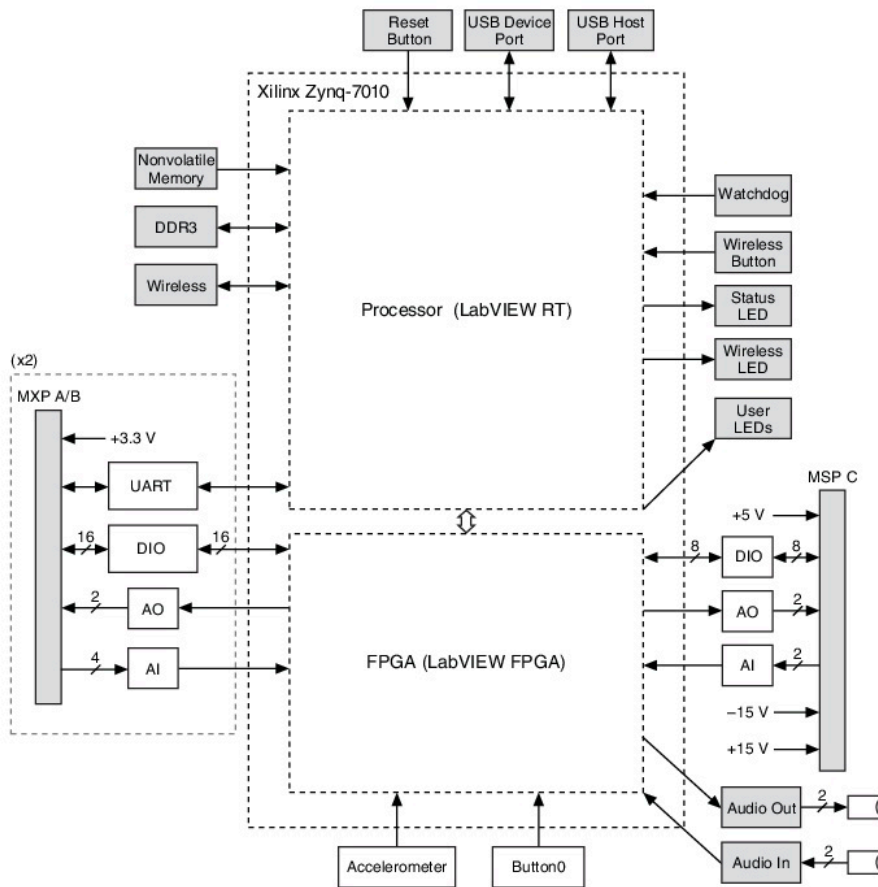 Reset
Button
USB Device
Port
USB Host
Port
Xilinx Zynq-7010
Nonvolatile
Memory
DDR3
Wireless
Processor (LabVIEW RT)
Watchdog
Wireless
Button
Status
LED
Wireless
LED
User
LEDs
(x2)
MXP A/B
+3.3 V
UART
16
DIO
16
2
AO
4
AI
FPGA (LabVIEW FPGA)
MSP C
+5 V
8
DIO
8
AO
2
AI
2
–15 V
+15 V
Audio Out
2
(
Audio In
2
(
Accelerometer
Button0